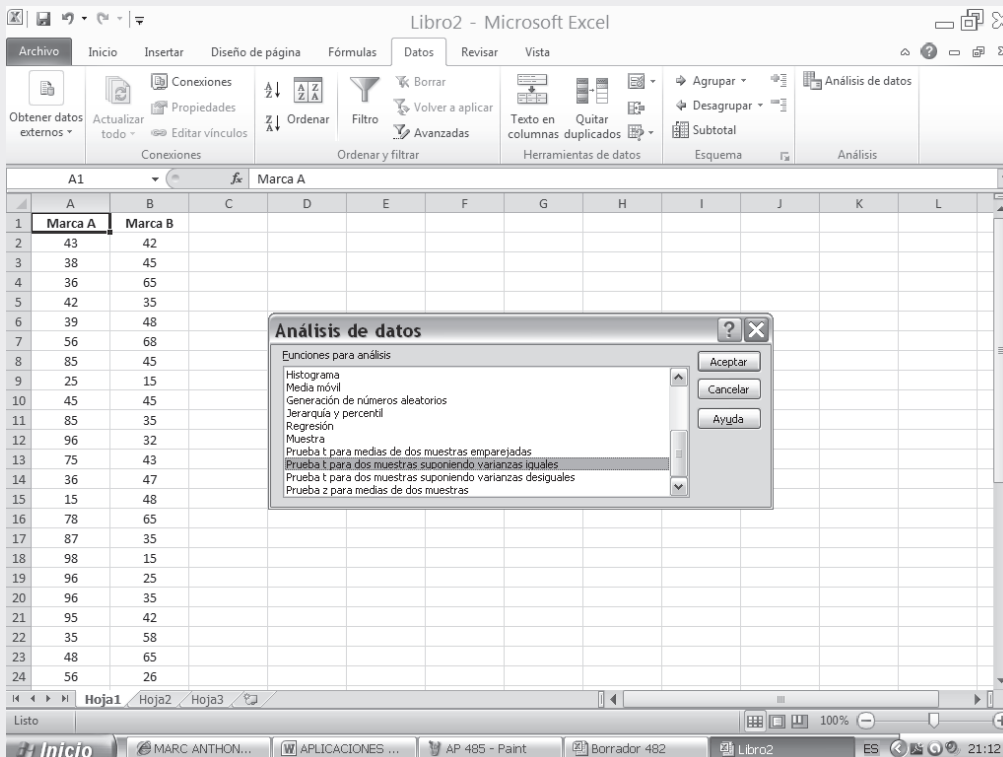 Libro2 - Microsoft Excel
Archivo Inicio Insertar Diseño de página Fórmulas Datos Revisar Vista
Obtener datos externos
Actualizar todo
Conexiones
Propiedades
Editar vínculos
Conexiones
Ordenar
Filtro
Borrar
Volver a aplicar
Avanzadas
Ordenar y filtrar
Texto en columnas
Quitar duplicados
Herramientas de datos
Agrupar
Desagrupar
Subtotal
Esquema
Análisis de datos
Análisis
A1 fx Marca A
A B C D E F G H I J K L
1 Marca A Marca B
2 43 42
3 38 45
4 36 65
5 42 35
6 39 48
7 56 68
8 85 45
9 25 15
10 45 45
11 85 35
12 96 32
13 75 43
14 36 47
15 15 48
16 78 65
17 87 35
18 98 15
19 96 25
20 96 35
21 95 42
22 35 58
23 48 65
24 56 26
Análisis de datos
Funciones para análisis
Histograma
Media móvil
Generación de números aleatorios
Jerarquía y percentil
Regresión
Muestra
Prueba t para medias de dos muestras emparejadas
Prueba t para dos muestras suponiendo varianzas iguales
Prueba t para dos muestras suponiendo varianzas desiguales
Prueba z para medias de dos muestras
Aceptar
Cancelar
Ayuda
Hoja1 Hoja2 Hoja3
Listo 100%
Inicio MARC ANTHON... APLICACIONES ... AP 485 - Paint Borrador 482 Libro2 ES 21:12